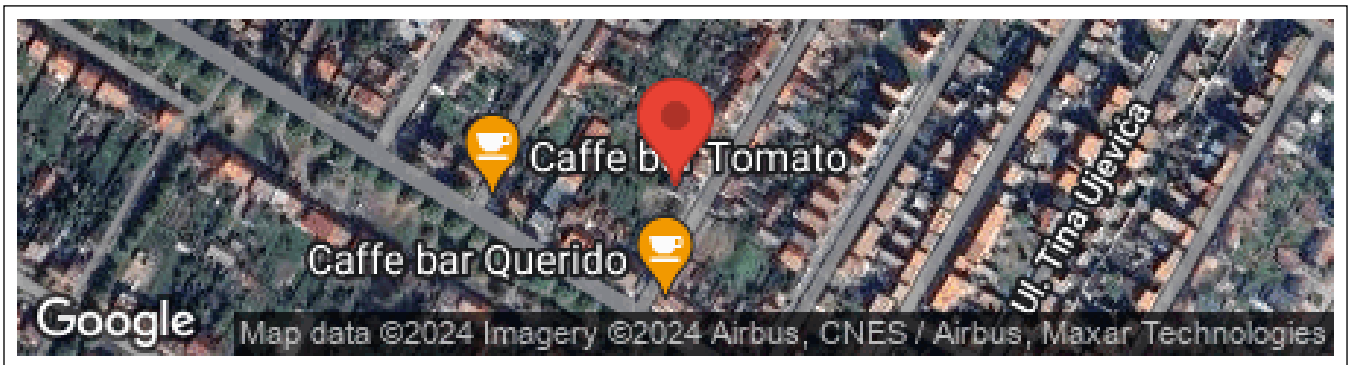 Caffe bar Tomato
Caffe bar Querido
Ul. Tina Ujevića
Google
Map data ©2024 Imagery ©2024 Airbus, CNES / Airbus, Maxar Technologies